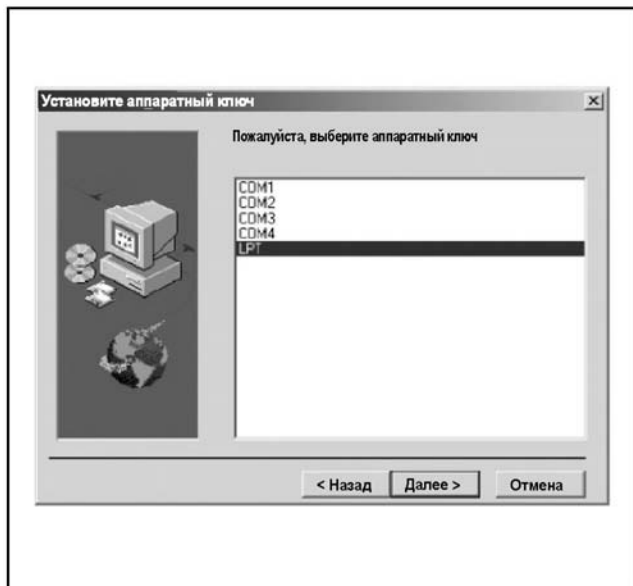 Установите аппаратный ключ
Пожалуйста, выберите аппаратный ключ
COM1
COM2
COM3
COM4
LPT
< Назад
Далее >
Отмена